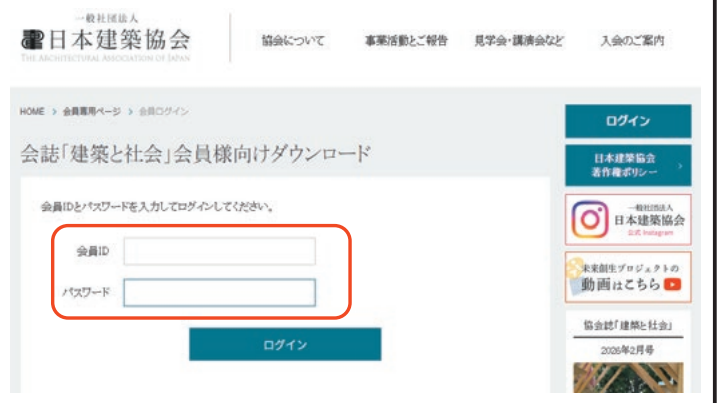 一般社団法人
日本建築協会
THE ARCHITECTURAL ASSOCIATION OF JAPAN
協会について 事業活動とご報告 見学会・講演会など 入会のご案内
HOME > 会員専用ページ > 会員ログイン
会誌「建築と社会」会員様向けダウンロード
会員IDとパスワードを入力してログインしてください。
会員ID
パスワード
ログイン
ログイン
日本建築協会
著作権ポリシー
一般社団法人
日本建築協会
公式 Instagram
未来創生プロジェクトの
動画はこちら
協会誌「建築と社会」
2026年2月号